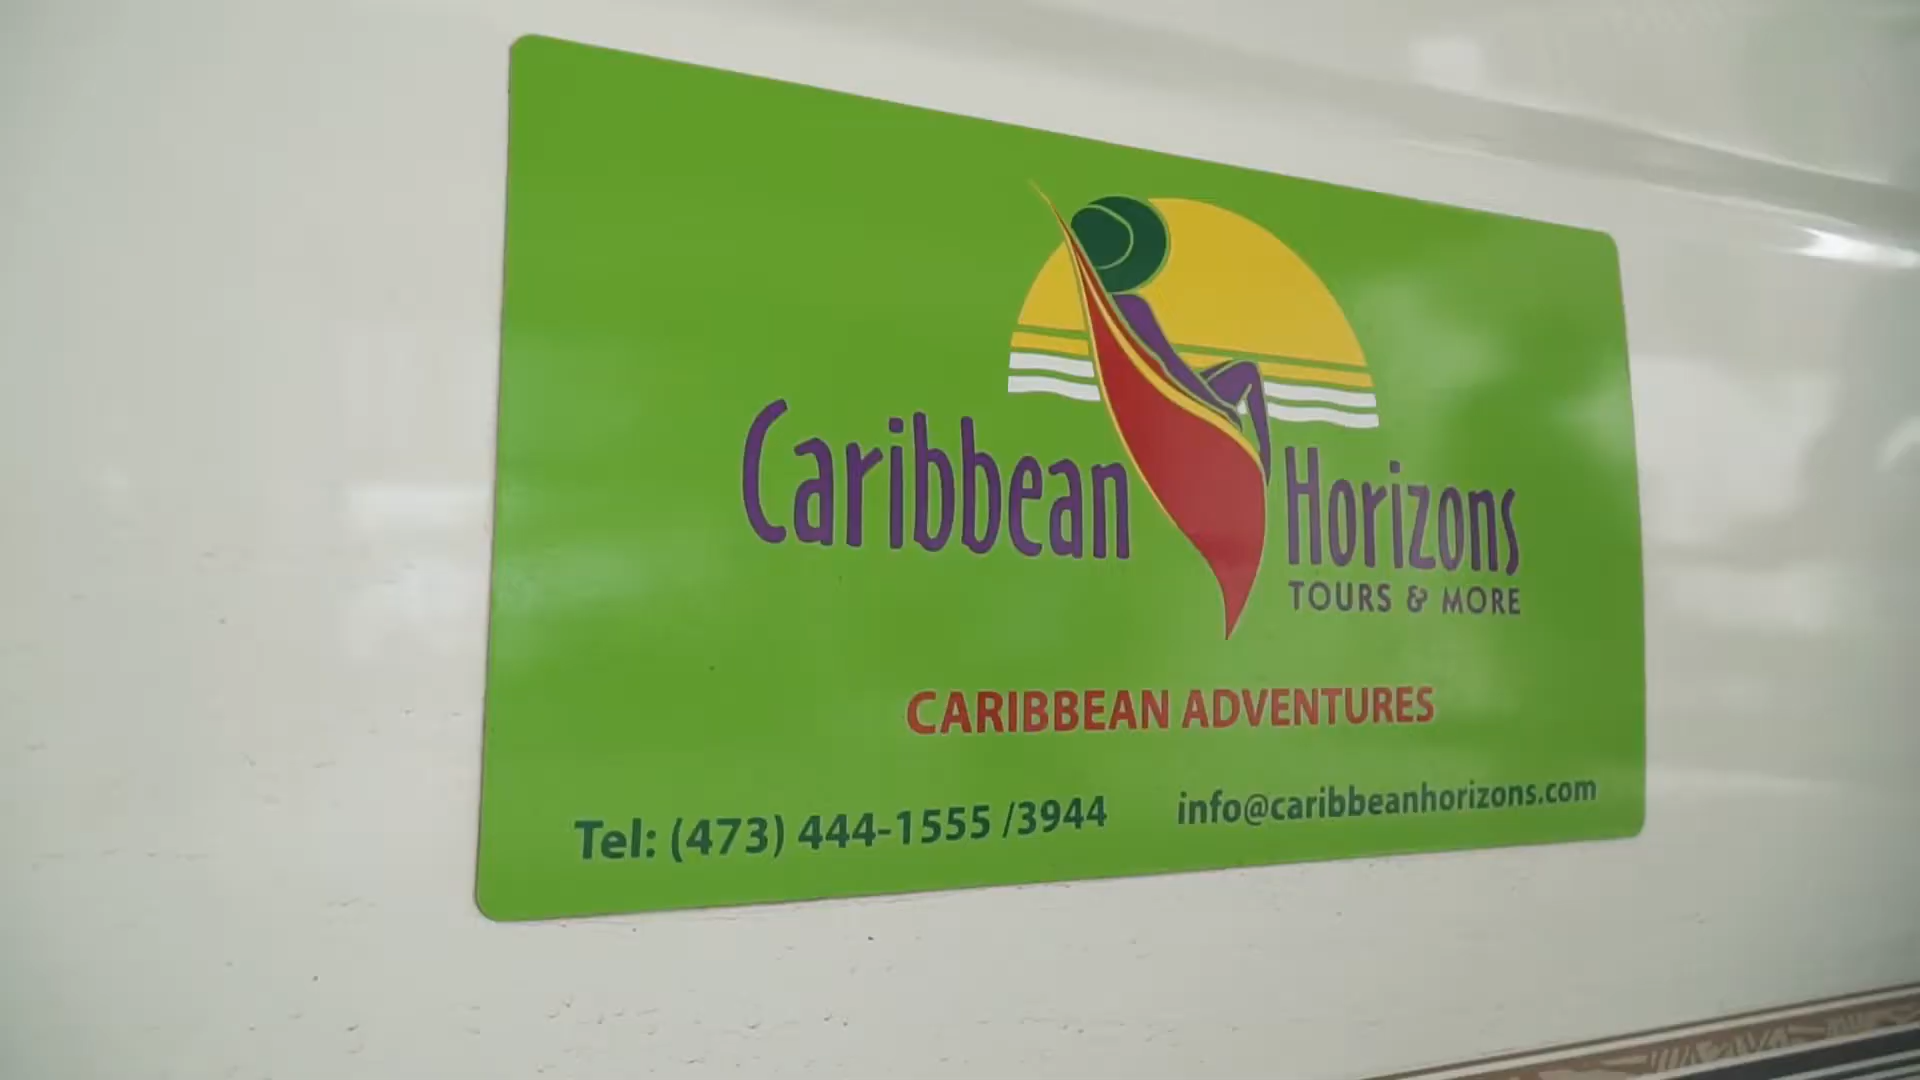 Caribbean Horizons
TOURS & MORE
CARIBBEAN ADVENTURES
Tel: (473) 444-1555 /3944
info@caribbeanhorizons.com